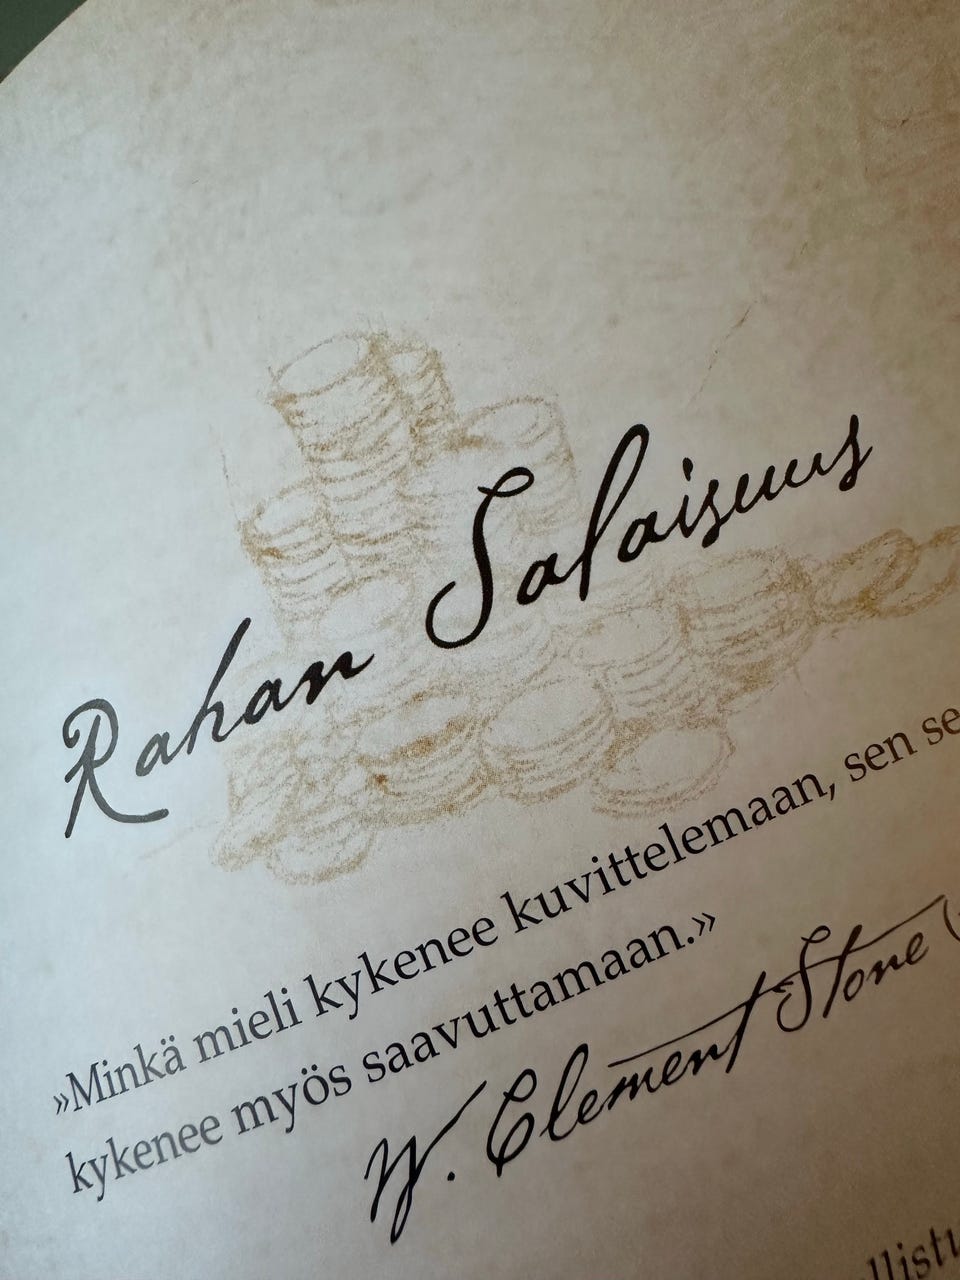 Rahan Salaisuus
»Minkä mieli kykenee kuvittelemaan, sen se
kykenee myös saavuttamaan.»
W. Clement Stone (